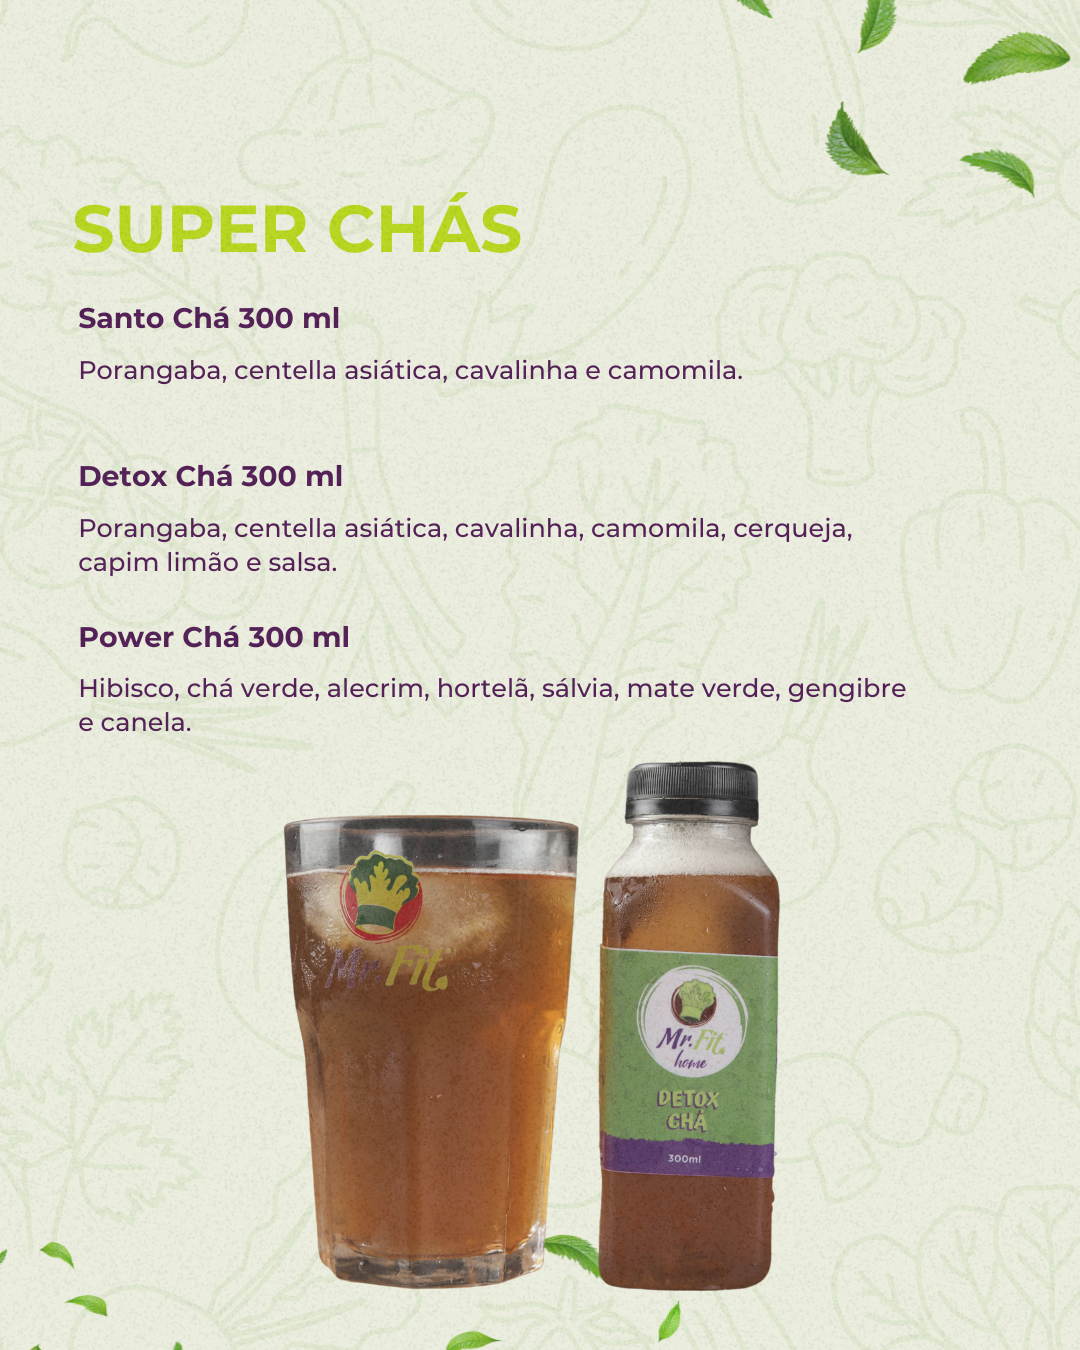 SUPER CHÁS
Santo Chá 300 ml
Porangaba, centella asiática, cavalinha e camomila.
Detox Chá 300 ml
Porangaba, centella asiática, cavalinha, camomila, cerqueja,
capim limão e salsa.
Power Chá 300 ml
Hibisco, chá verde, alecrim, hortelã, sálvia, mate verde, gengibre
e canela.
Mr. Fit
Mr. Fit
home
DETOX
CHÁ
300ml